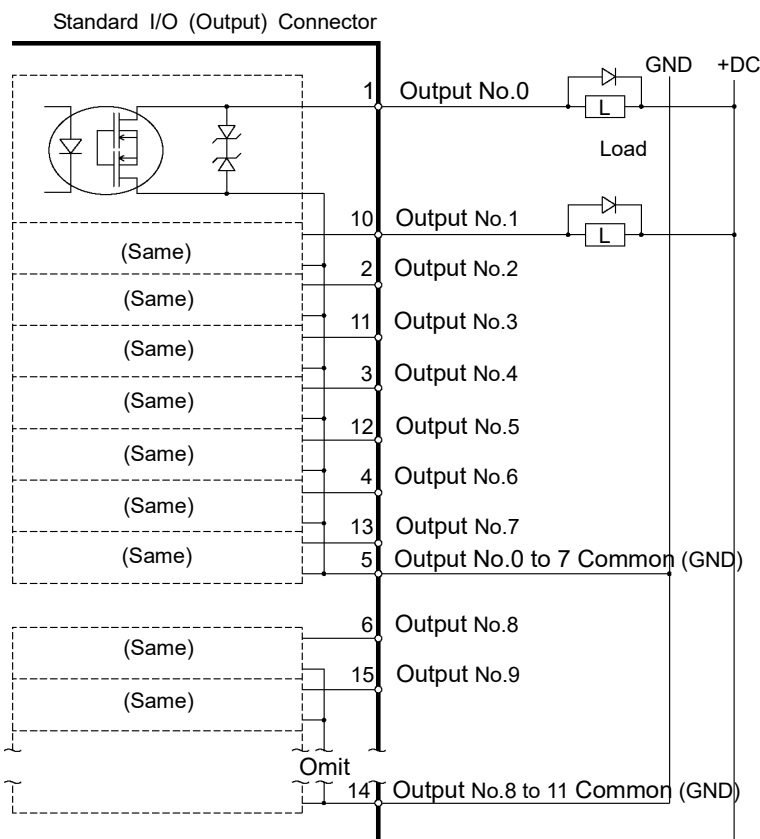 Standard I/O (Output) Connector
GND +DC
1 Output No.0
L
Load
10 Output No.1
L
(Same)
2 Output No.2
(Same)
11 Output No.3
(Same)
3 Output No.4
(Same)
12 Output No.5
(Same)
4 Output No.6
(Same)
13 Output No.7
(Same)
5 Output No.0 to 7 Common (GND)
6 Output No.8
(Same)
15 Output No.9
(Same)
Omit
14 Output No.8 to 11 Common (GND)